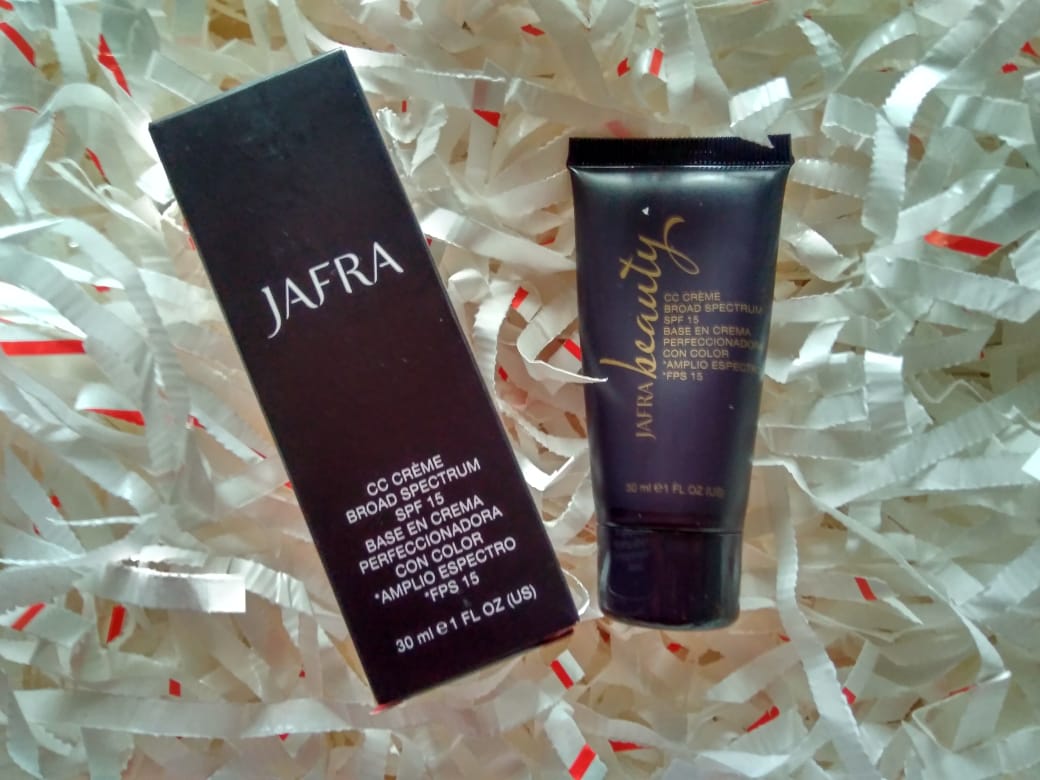 JAFRA
CC CRÈME
BROAD SPECTRUM
SPF 15
BASE EN CREMA
PERFECCIONADORA
CON COLOR
*AMPLIO ESPECTRO
*FPS 15
30 ml e 1 FL OZ (US)
JAFRA beauty
CC CRÈME
BROAD SPECTRUM
SPF 15
BASE EN CREMA
PERFECCIONADORA
CON COLOR
*AMPLIO ESPECTRO
*FPS 15
30 ml e 1 FL OZ (US)